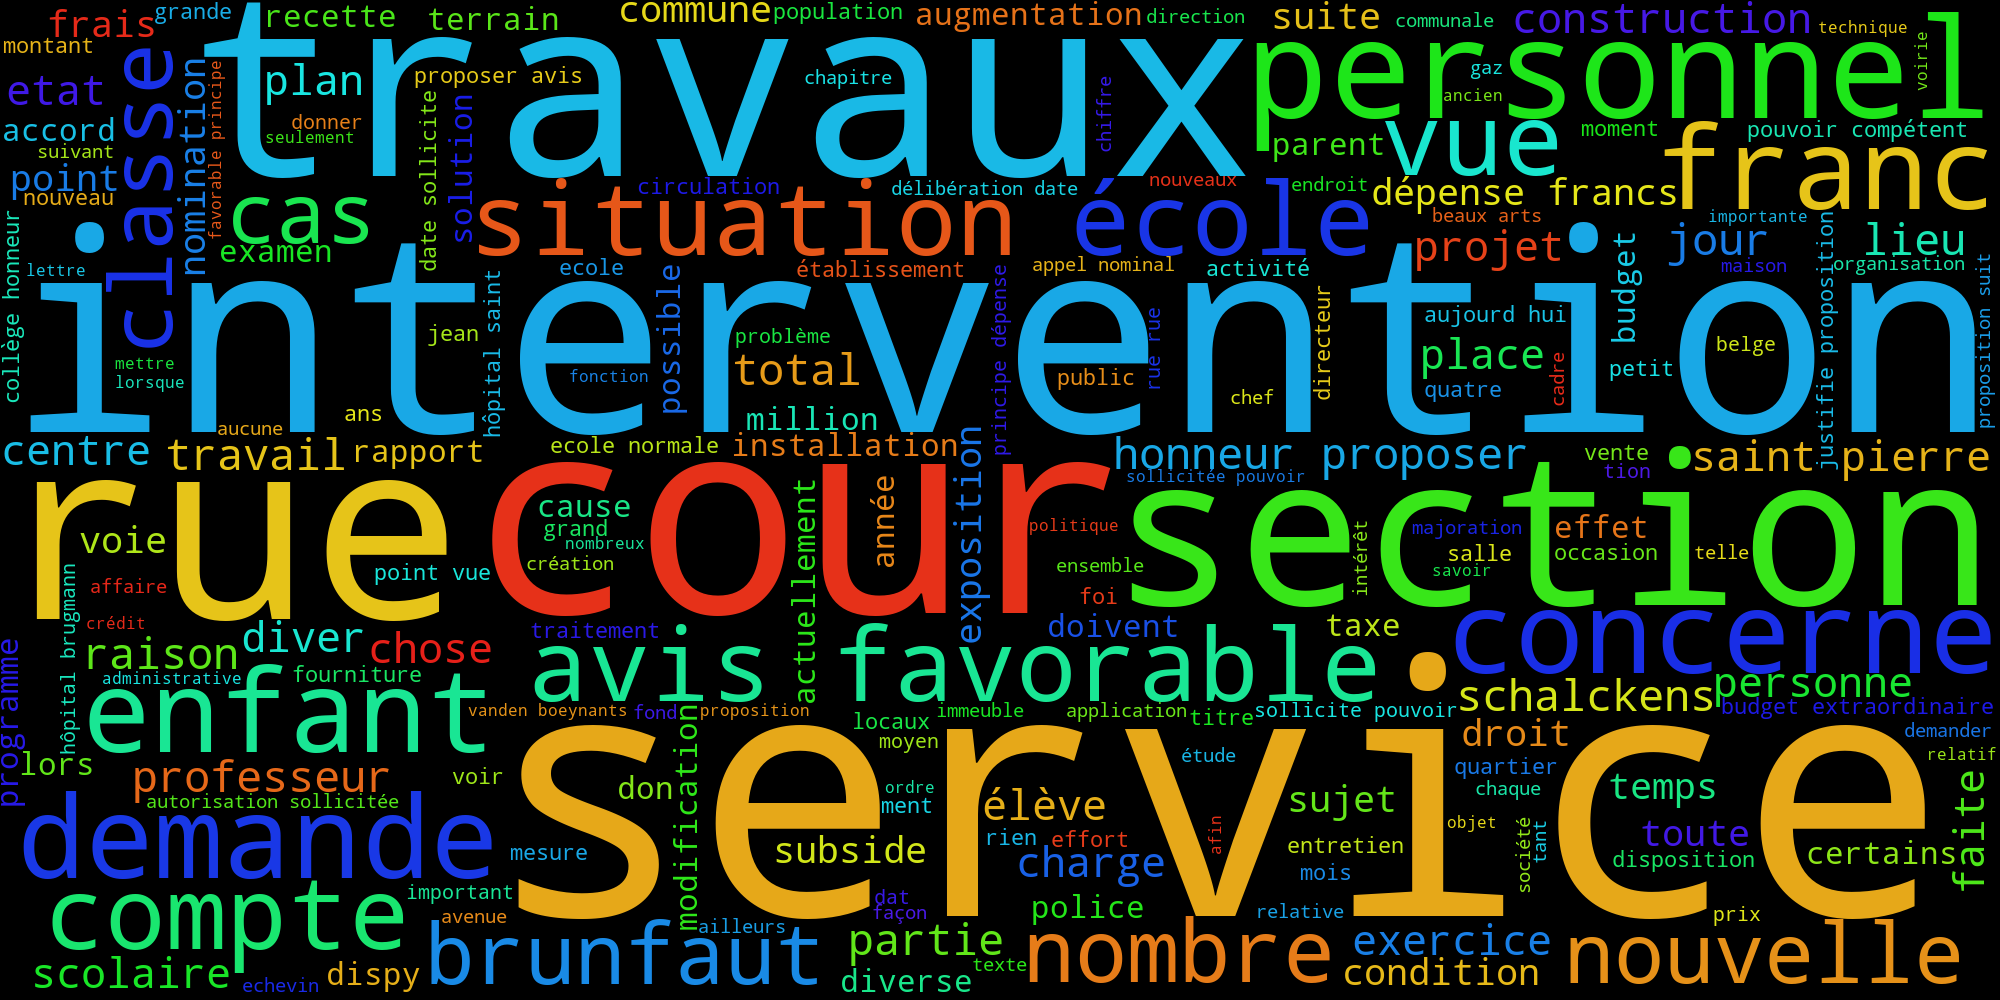 frais
grande
recette
terrain
commune
population
augmentation
direction
suite
communale
construction
technique
montant
travaux
personnel
etat
classe
nomination
favorable principe
plan
proposer avis
chapitre
chiffre
gaz
ancien
voirie
accord
donner
seulement
date sollicite
solution
parent
vue
moment
pouvoir compétent
suivant
point
nouveau
cas
circulation
délibération date
nouveaux
endroit
dépense francs
franc
situation
école
beaux arts
importante
examen
projet
jour
lieu
collège honneur
lettre
ecole
établissement
appel nominal
activité
maison
organisation
intervention
hôpital saint
possible
principe dépense
rue rue
directeur
budget
justifie proposition
proposition suit
jean
problème
aujourd hui
belge
mettre
lorsque
fonction
total
public
place
petit
quatre
cadre
chef
ans
million
aucune
centre
travail
rapport
ecole normale
installation
honneur proposer
vente
saint pierre
tion
sollicitée pouvoir
rue
cour
section
cause
grand
nombreux
création
actuellement
année
exposition
politique
majoration
effet
voie
salle
occasion
telle
savoir
intérêt
point vue
ensemble
affaire
foi
hôpital brugmann
crédit
programme
raison
diver
chose
traitement
doivent
taxe
concerne
avis favorable
administrative
fourniture
enfant
schalckens
personne
vanden boeynants
fond
proposition
locaux
immeuble
application
titre
sollicite pouvoir
budget extraordinaire
moyen
droit
demander
lors
professeur
voir
modification
service
étude
quartier
relatif
autorisation sollicitée
don
ordre
ment
élève
sujet
chaque
temps
faite
demande
rien
effort
afin
objet
toute
mesure
subside
charge
entretien
société
tant
disposition
certains
compte
important
dat
façon
mois
avenue
ailleurs
police
relative
prix
brunfaut
partie
nombre
exercice
nouvelle
scolaire
echevin
dispy
diverse
texte
condition